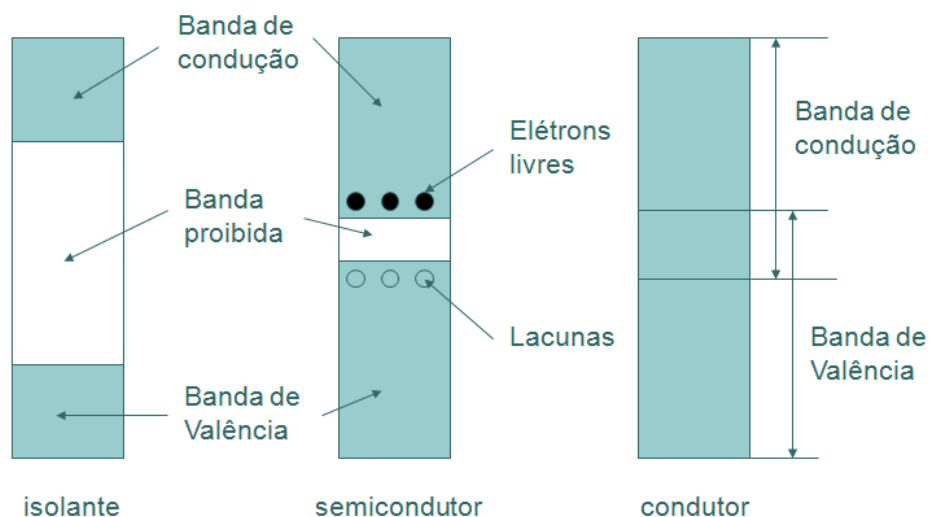 Banda de
condução
Elétrons
livres
Banda de
condução
Banda
proibida
Lacunas
Banda de
Valência
Banda de
Valência
isolante
semicondutor
condutor